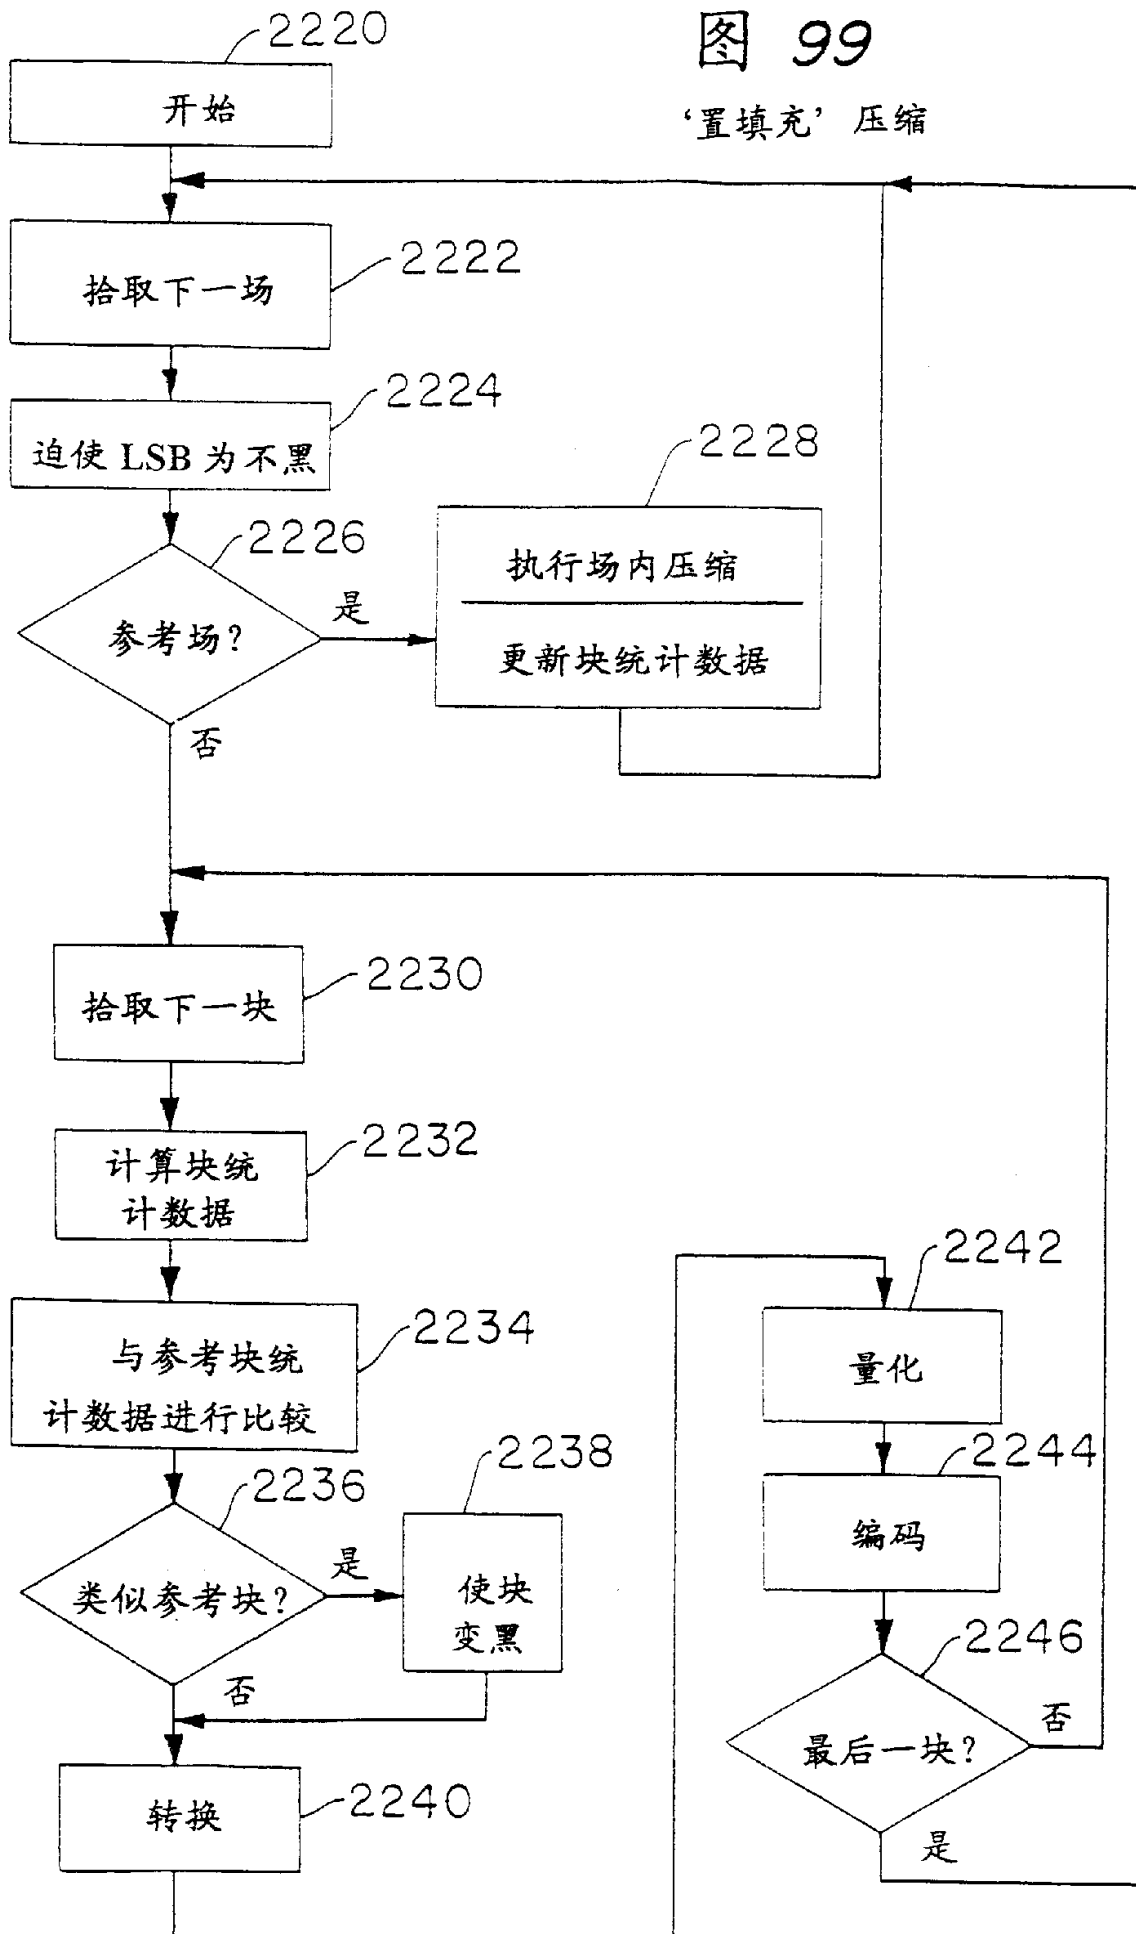 2220
图 99
开始
‘置填充’ 压缩
2222
拾取下一场
2224
迫使 LSB 为不黑
2228
2226
执行场内压缩
是
参考场?
更新块统计数据
否
2230
拾取下一块
2232
计算块统
计数据
2242
2234
与参考块统
量化
计数据进行比较
2238
2244
2236
编码
是
类似参考块?
使块
变黑
2246
否
否
最后一块?
2240
转换
是